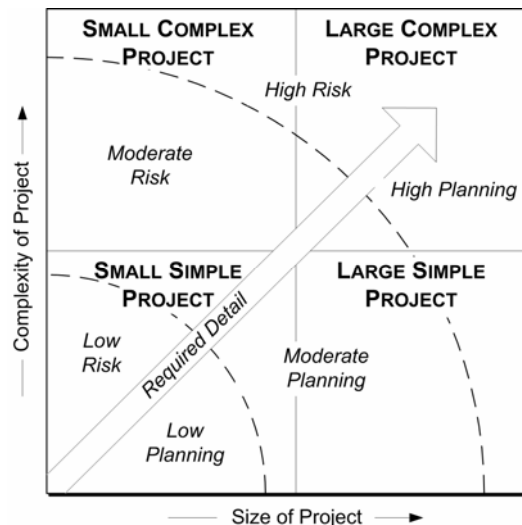 SMALL COMPLEX
PROJECT
LARGE COMPLEX
PROJECT
High Risk
Moderate
Risk
High Planning
Complexity of Project
SMALL SIMPLE
PROJECT
LARGE SIMPLE
PROJECT
Low
Risk
Required Detail
Moderate
Planning
Low
Planning
Size of Project